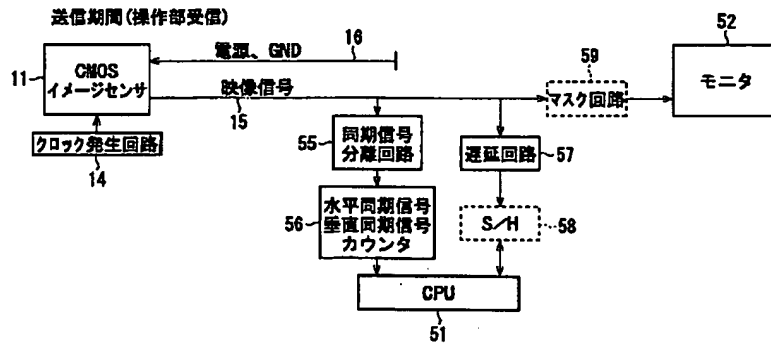 送信期間(操作部受信)
電源、GND
16
52
11
CMOS
イメージセンサ
映像信号
15
59
マスク回路
モニタ
クロック発生回路
14
55
同期信号
分離回路
遅延回路
57
56
水平同期信号
垂直同期信号
カウンタ
S/H
58
CPU
51